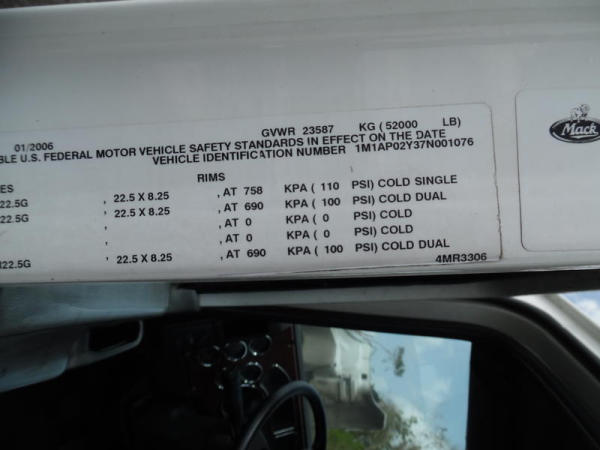 01/2006 GVWR 23587 KG ( 52000 LB)
BLE U.S. FEDERAL MOTOR VEHICLE SAFETY STANDARDS IN EFFECT ON THE DATE
VEHICLE IDENTIFICATION NUMBER 1M1AP02Y37N001076
ES RIMS
22.5G , 22.5 X 8.25 , AT 758 KPA ( 110 PSI) COLD SINGLE
22.5G , 22.5 X 8.25 , AT 690 KPA ( 100 PSI) COLD DUAL
, , AT 0 KPA ( 0 PSI) COLD
, , AT 0 KPA ( 0 PSI) COLD
22.5G , 22.5 X 8.25 , AT 690 KPA ( 100 PSI) COLD DUAL
4MR3306
Mack